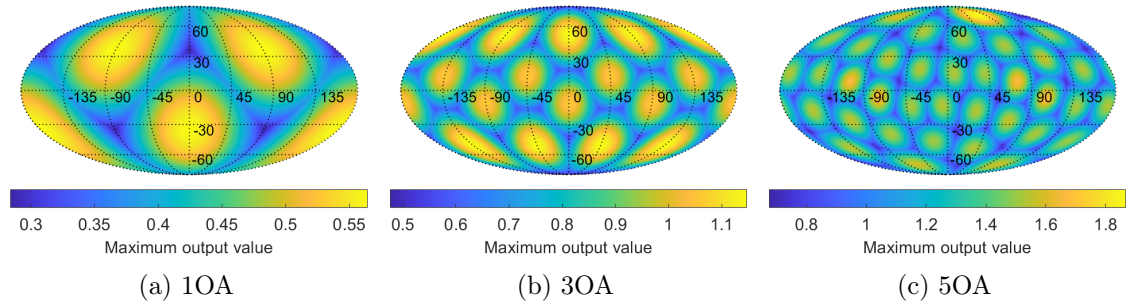 60
30
-135 -90 -45 0 45 90 135
-30
-60
0.3 0.35 0.4 0.45 0.5 0.55
Maximum output value
(a) 1OA
60
30
-135 -90 -45 0 45 90 135
-30
-60
0.5 0.6 0.7 0.8 0.9 1 1.1
Maximum output value
(b) 3OA
60
30
-135 -90 -45 0 45 90 135
-30
-60
0.8 1 1.2 1.4 1.6 1.8
Maximum output value
(c) 5OA